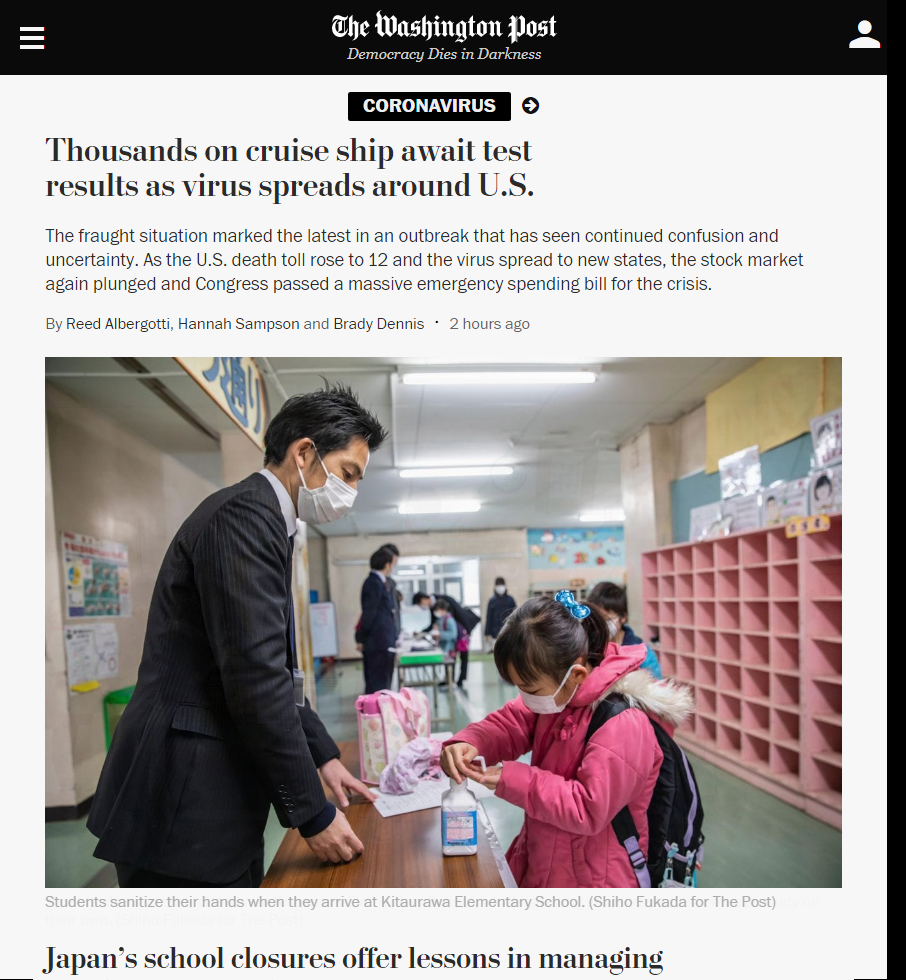 The Washington Post
Democracy Dies in Darkness
CORONAVIRUS
Thousands on cruise ship await test
results as virus spreads around U.S.
The fraught situation marked the latest in an outbreak that has seen continued confusion and
uncertainty. As the U.S. death toll rose to 12 and the virus spread to new states, the stock market
again plunged and Congress passed a massive emergency spending bill for the crisis.
By Reed Albergotti, Hannah Sampson and Brady Dennis • 2 hours ago
Students sanitize their hands when they arrive at Kitaurawa Elementary School. (Shiho Fukada for The Post)
Japan’s school closures offer lessons in managing